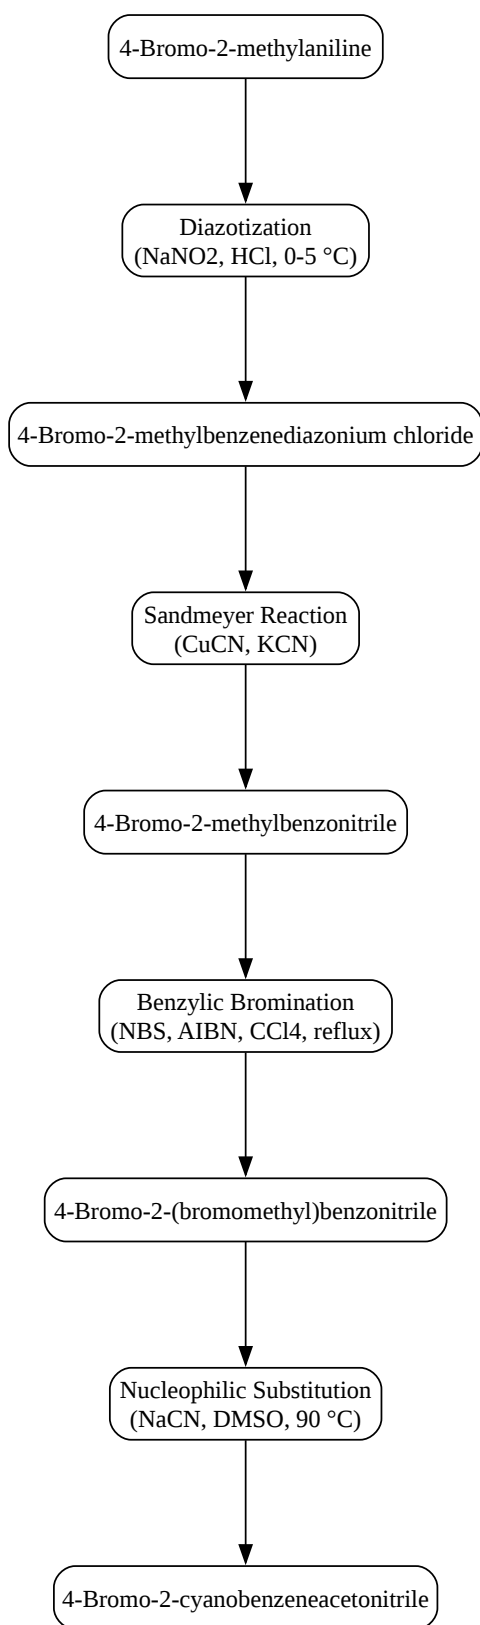 4-Bromo-2-methylaniline
Diazotization
(NaNO2, HCl, 0-5 °C)
4-Bromo-2-methylbenzenediazonium chloride
Sandmeyer Reaction
(CuCN, KCN)
4-Bromo-2-methylbenzonitrile
Benzylic Bromination
(NBS, AIBN, CCl4, reflux)
4-Bromo-2-(bromomethyl)benzonitrile
Nucleophilic Substitution
(NaCN, DMSO, 90 °C)
4-Bromo-2-cyanobenzeneacetonitrile